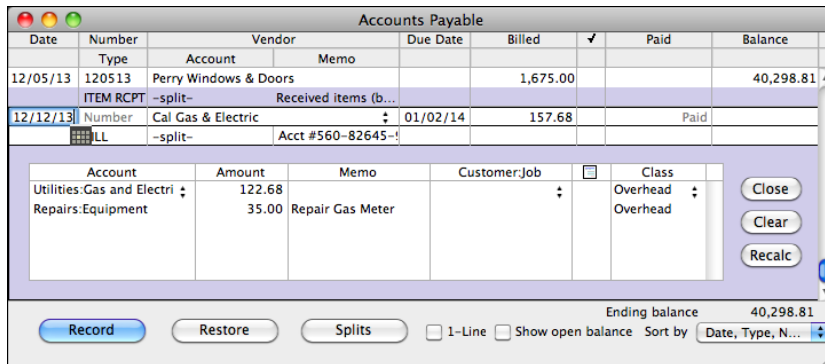 Accounts Payable
Date Number Vendor Due Date Billed ✓ Paid Balance
Type Account Memo
12/05/13 120513 Perry Windows & Doors 1,675.00 40,298.81
ITEM RCPT -split- Received items (b...
12/12/13 Number Cal Gas & Electric 01/02/14 157.68 Paid
-split- Acct #560-82645-
Account Amount Memo Customer:Job Class
Utilities:Gas and Electri 122.68 Overhead
Repairs:Equipment 35.00 Repair Gas Meter Overhead
Close
Clear
Recalc
Ending balance 40,298.81
Record Restore Splits 1-Line Show open balance Sort by Date, Type, N...